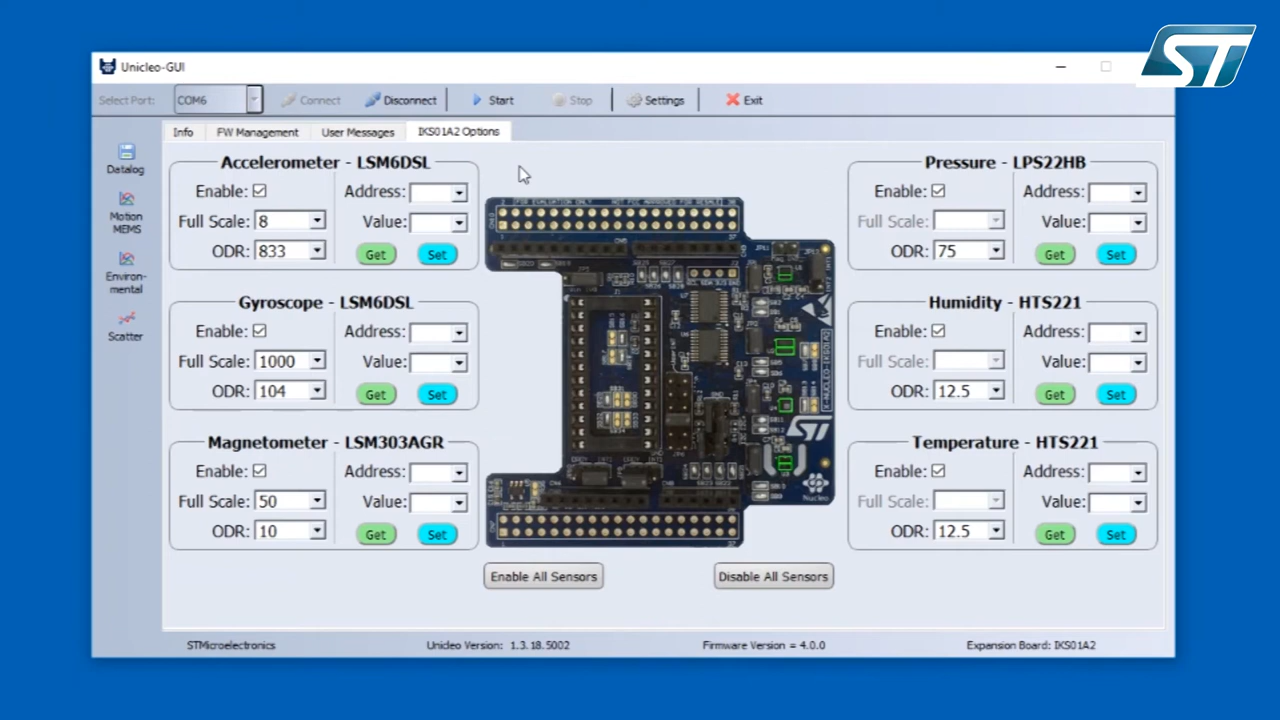 ST
Unicleo-GUI
Select Port: COM6 Connect Disconnect Start Stop Settings Exit
Info FW Management User Messages IKS01A2 Options
Datalog
Motion
MEMS
Environ-
mental
Scatter
Accelerometer - LSM6DSL
Enable: Address:
Full Scale: 8 Value:
ODR: 833 Get Set
Gyroscope - LSM6DSL
Enable: Address:
Full Scale: 1000 Value:
ODR: 104 Get Set
Magnetometer - LSM303AGR
Enable: Address:
Full Scale: 50 Value:
ODR: 10 Get Set
X-NUCLEO-IKS01A2
ST
Nucleo
Enable All Sensors Disable All Sensors
Pressure - LPS22HB
Enable: Address:
Full Scale: Value:
ODR: 75 Get Set
Humidity - HTS221
Enable: Address:
Full Scale: Value:
ODR: 12.5 Get Set
Temperature - HTS221
Enable: Address:
Full Scale: Value:
ODR: 12.5 Get Set
STMicroelectronics Unicleo Version: 1.3.18.5002 Firmware Version = 4.0.0 Expansion Board: IKS01A2